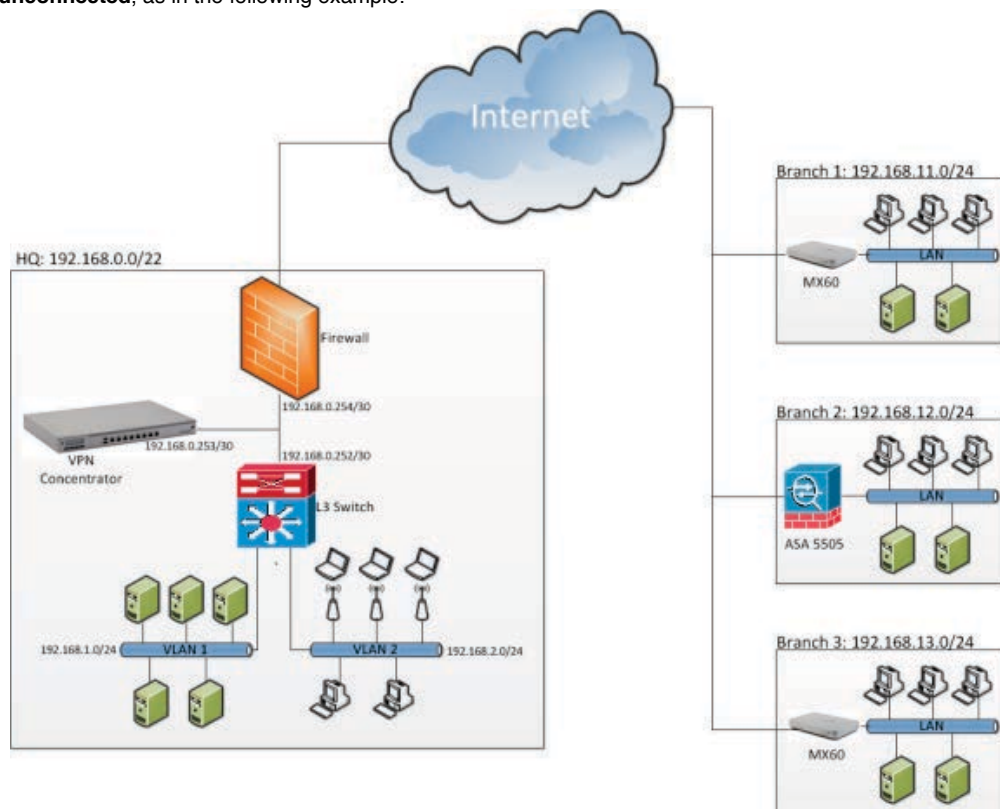 unconnected, as in the following example:
Internet
HQ: 192.168.0.0/22
Firewall
192.168.0.254/30
192.168.0.253/30
VPN
Concentrator
192.168.0.252/30
L3 Switch
192.168.1.0/24
VLAN 1
VLAN 2
192.168.2.0/24
Branch 1: 192.168.11.0/24
LAN
MX60
Branch 2: 192.168.12.0/24
LAN
ASA 5505
Branch 3: 192.168.13.0/24
LAN
MX60